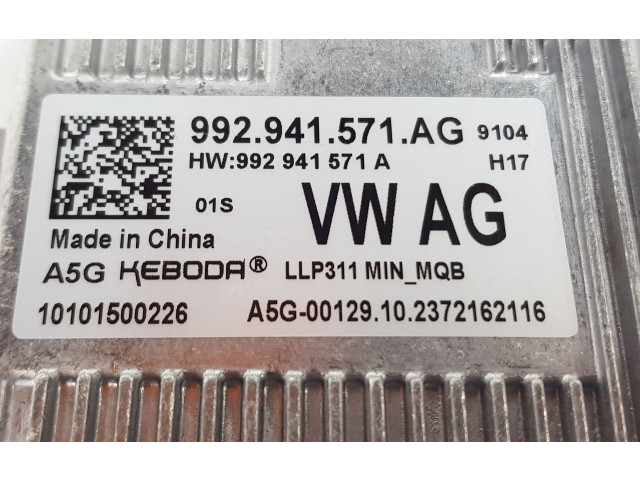 992.941.571.AG 9104
HW:992 941 571 A H17
01S VW AG
Made in China
A5G KEBODA® LLP311 MIN_MQB
10101500226 A5G-00129.10.2372162116